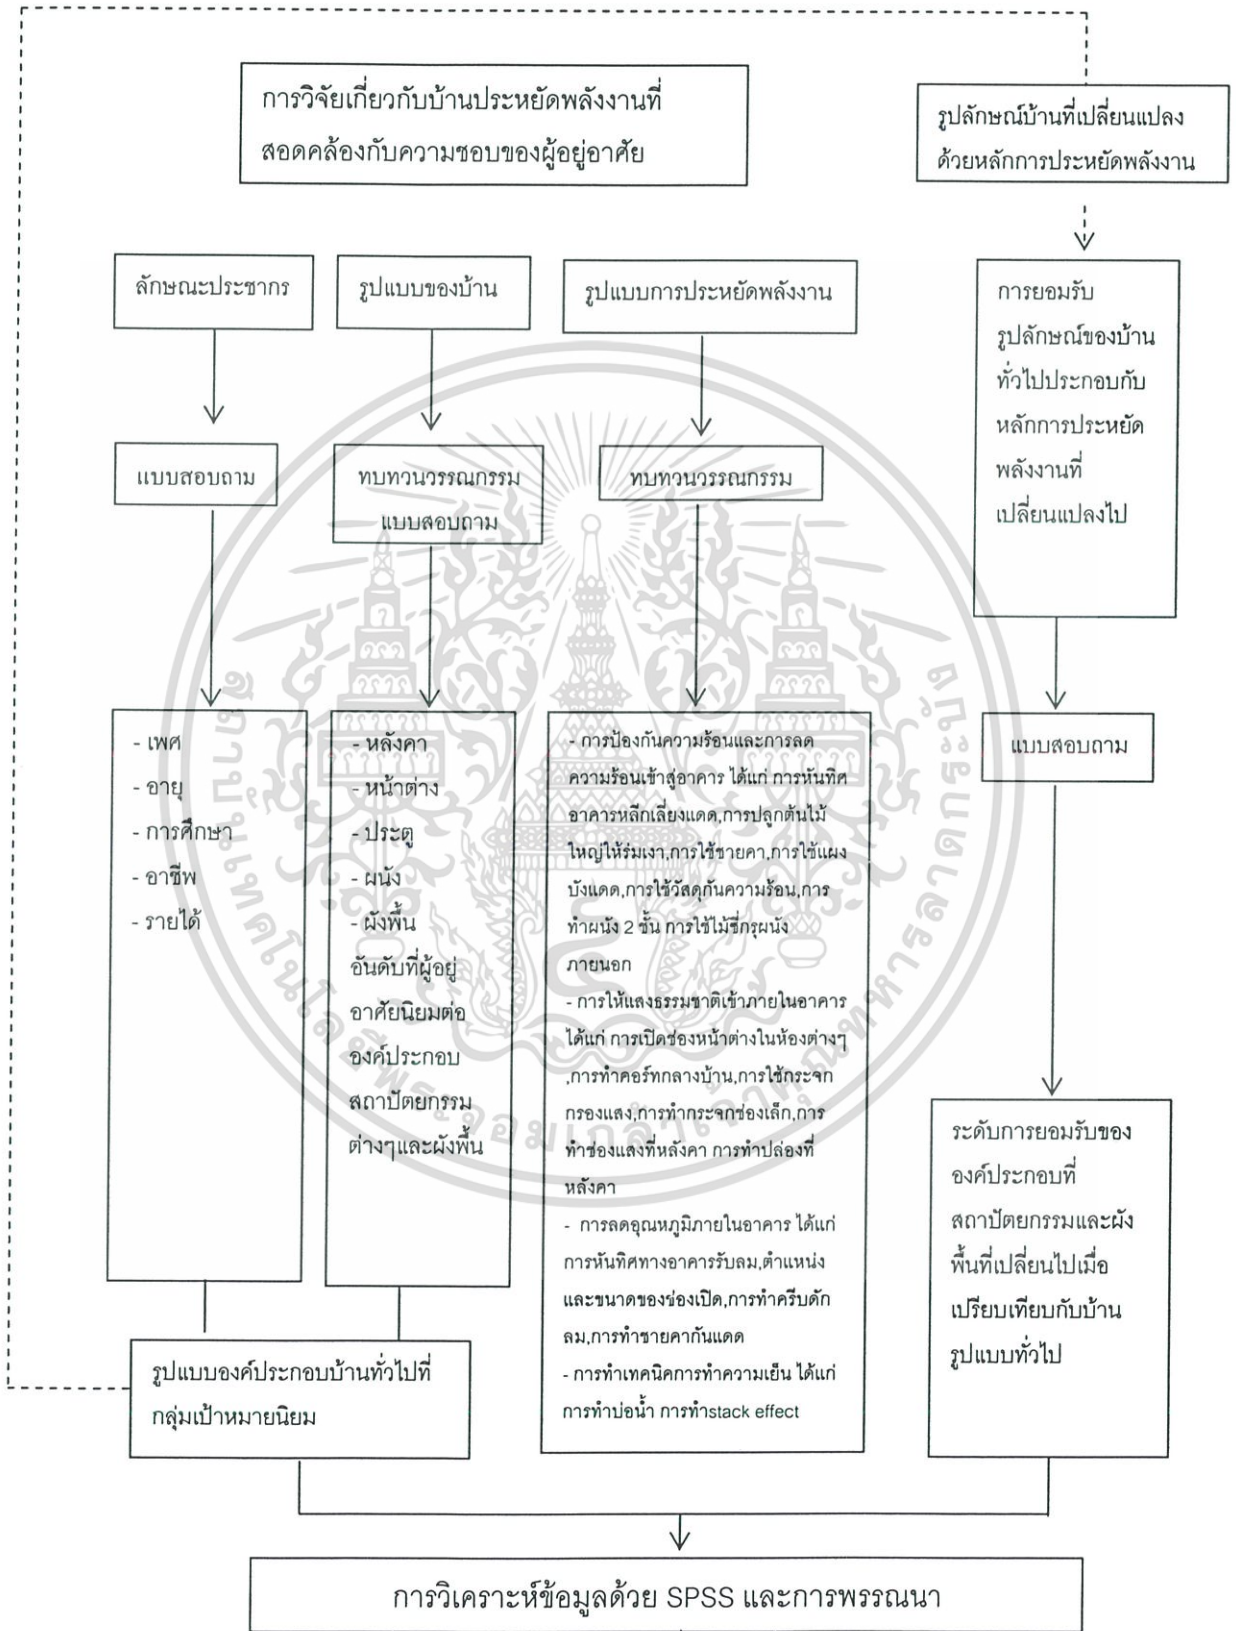 การวิจัยเกี่ยวกับบ้านประหยัดพลังงานที่
สอดคล้องกับความชอบของผู้อยู่อาศัย
รูปลักษณ์บ้านที่เปลี่ยนแปลง
ด้วยหลักการประหยัดพลังงาน
ลักษณะประชากร
รูปแบบของบ้าน
รูปแบบการประหยัดพลังงาน
การยอมรับ
รูปลักษณ์ของบ้าน
ทั่วไปประกอบกับ
หลักการประหยัด
พลังงานที่
เปลี่ยนแปลงไป
แบบสอบถาม
ทบทวนวรรณกรรม
แบบสอบถาม
ทบทวนวรรณกรรม
แบบสอบถาม
- เพศ
- อายุ
- การศึกษา
- อาชีพ
- รายได้
- หลังคา
- หน้าต่าง
- ประตู
- ผนัง
- ผังพื้น
อันดับที่ผู้อยู่
อาศัยนิยมต่อ
องค์ประกอบ
สถาปัตยกรรม
ต่างๆและผังพื้น
- การป้องกันความร้อนและการลด
ความร้อนเข้าสู่อาคาร ได้แก่ การหันทิศ
อาคารหลีกเลี่ยงแดด,การปลูกต้นไม้
ใหญ่ให้ร่มเงา,การใช้ชายคา,การใช้แผง
บังแดด,การใช้วัสดุกันความร้อน,การ
ทำผนัง 2 ชั้น การใช้ไม้ซี่กรุผนัง
ภายนอก
- การให้แสงธรรมชาติเข้าภายในอาคาร
ได้แก่ การเปิดช่องหน้าต่างในห้องต่างๆ
,การทำคอร์ทกลางบ้าน,การใช้กระจก
กรองแสง,การทำกระจกช่องเล็ก,การ
ทำช่องแสงที่หลังคา การทำปล่องที่
หลังคา
- การลดอุณหภูมิภายในอาคาร ได้แก่
การหันทิศทางอาคารรับลม,ตำแหน่ง
และขนาดของช่องเปิด,การทำครีบดัก
ลม,การทำชายคากันแดด
- การทำเทคนิคการทำความเย็น ได้แก่
การทำบ่อน้ำ การทำstack effect
ระดับการยอมรับของ
องค์ประกอบที่
สถาปัตยกรรมและผัง
พื้นที่เปลี่ยนไปเมื่อ
เปรียบเทียบกับบ้าน
รูปแบบทั่วไป
รูปแบบองค์ประกอบบ้านทั่วไปที่
กลุ่มเป้าหมายนิยม
การวิเคราะห์ข้อมูลด้วย SPSS และการพรรณนา
สถาบันเทคโนโลยีพระจอมเกล้าเจ้าคุณทหารลาดกระบัง